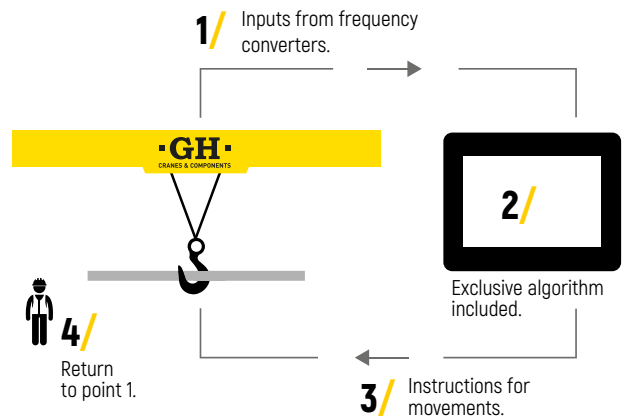 1/ Inputs from frequency
converters.
·GH·
CRANES & COMPONENTS
2/
Exclusive algorithm
included.
4/
Return
to point 1.
3/ Instructions for
movements.